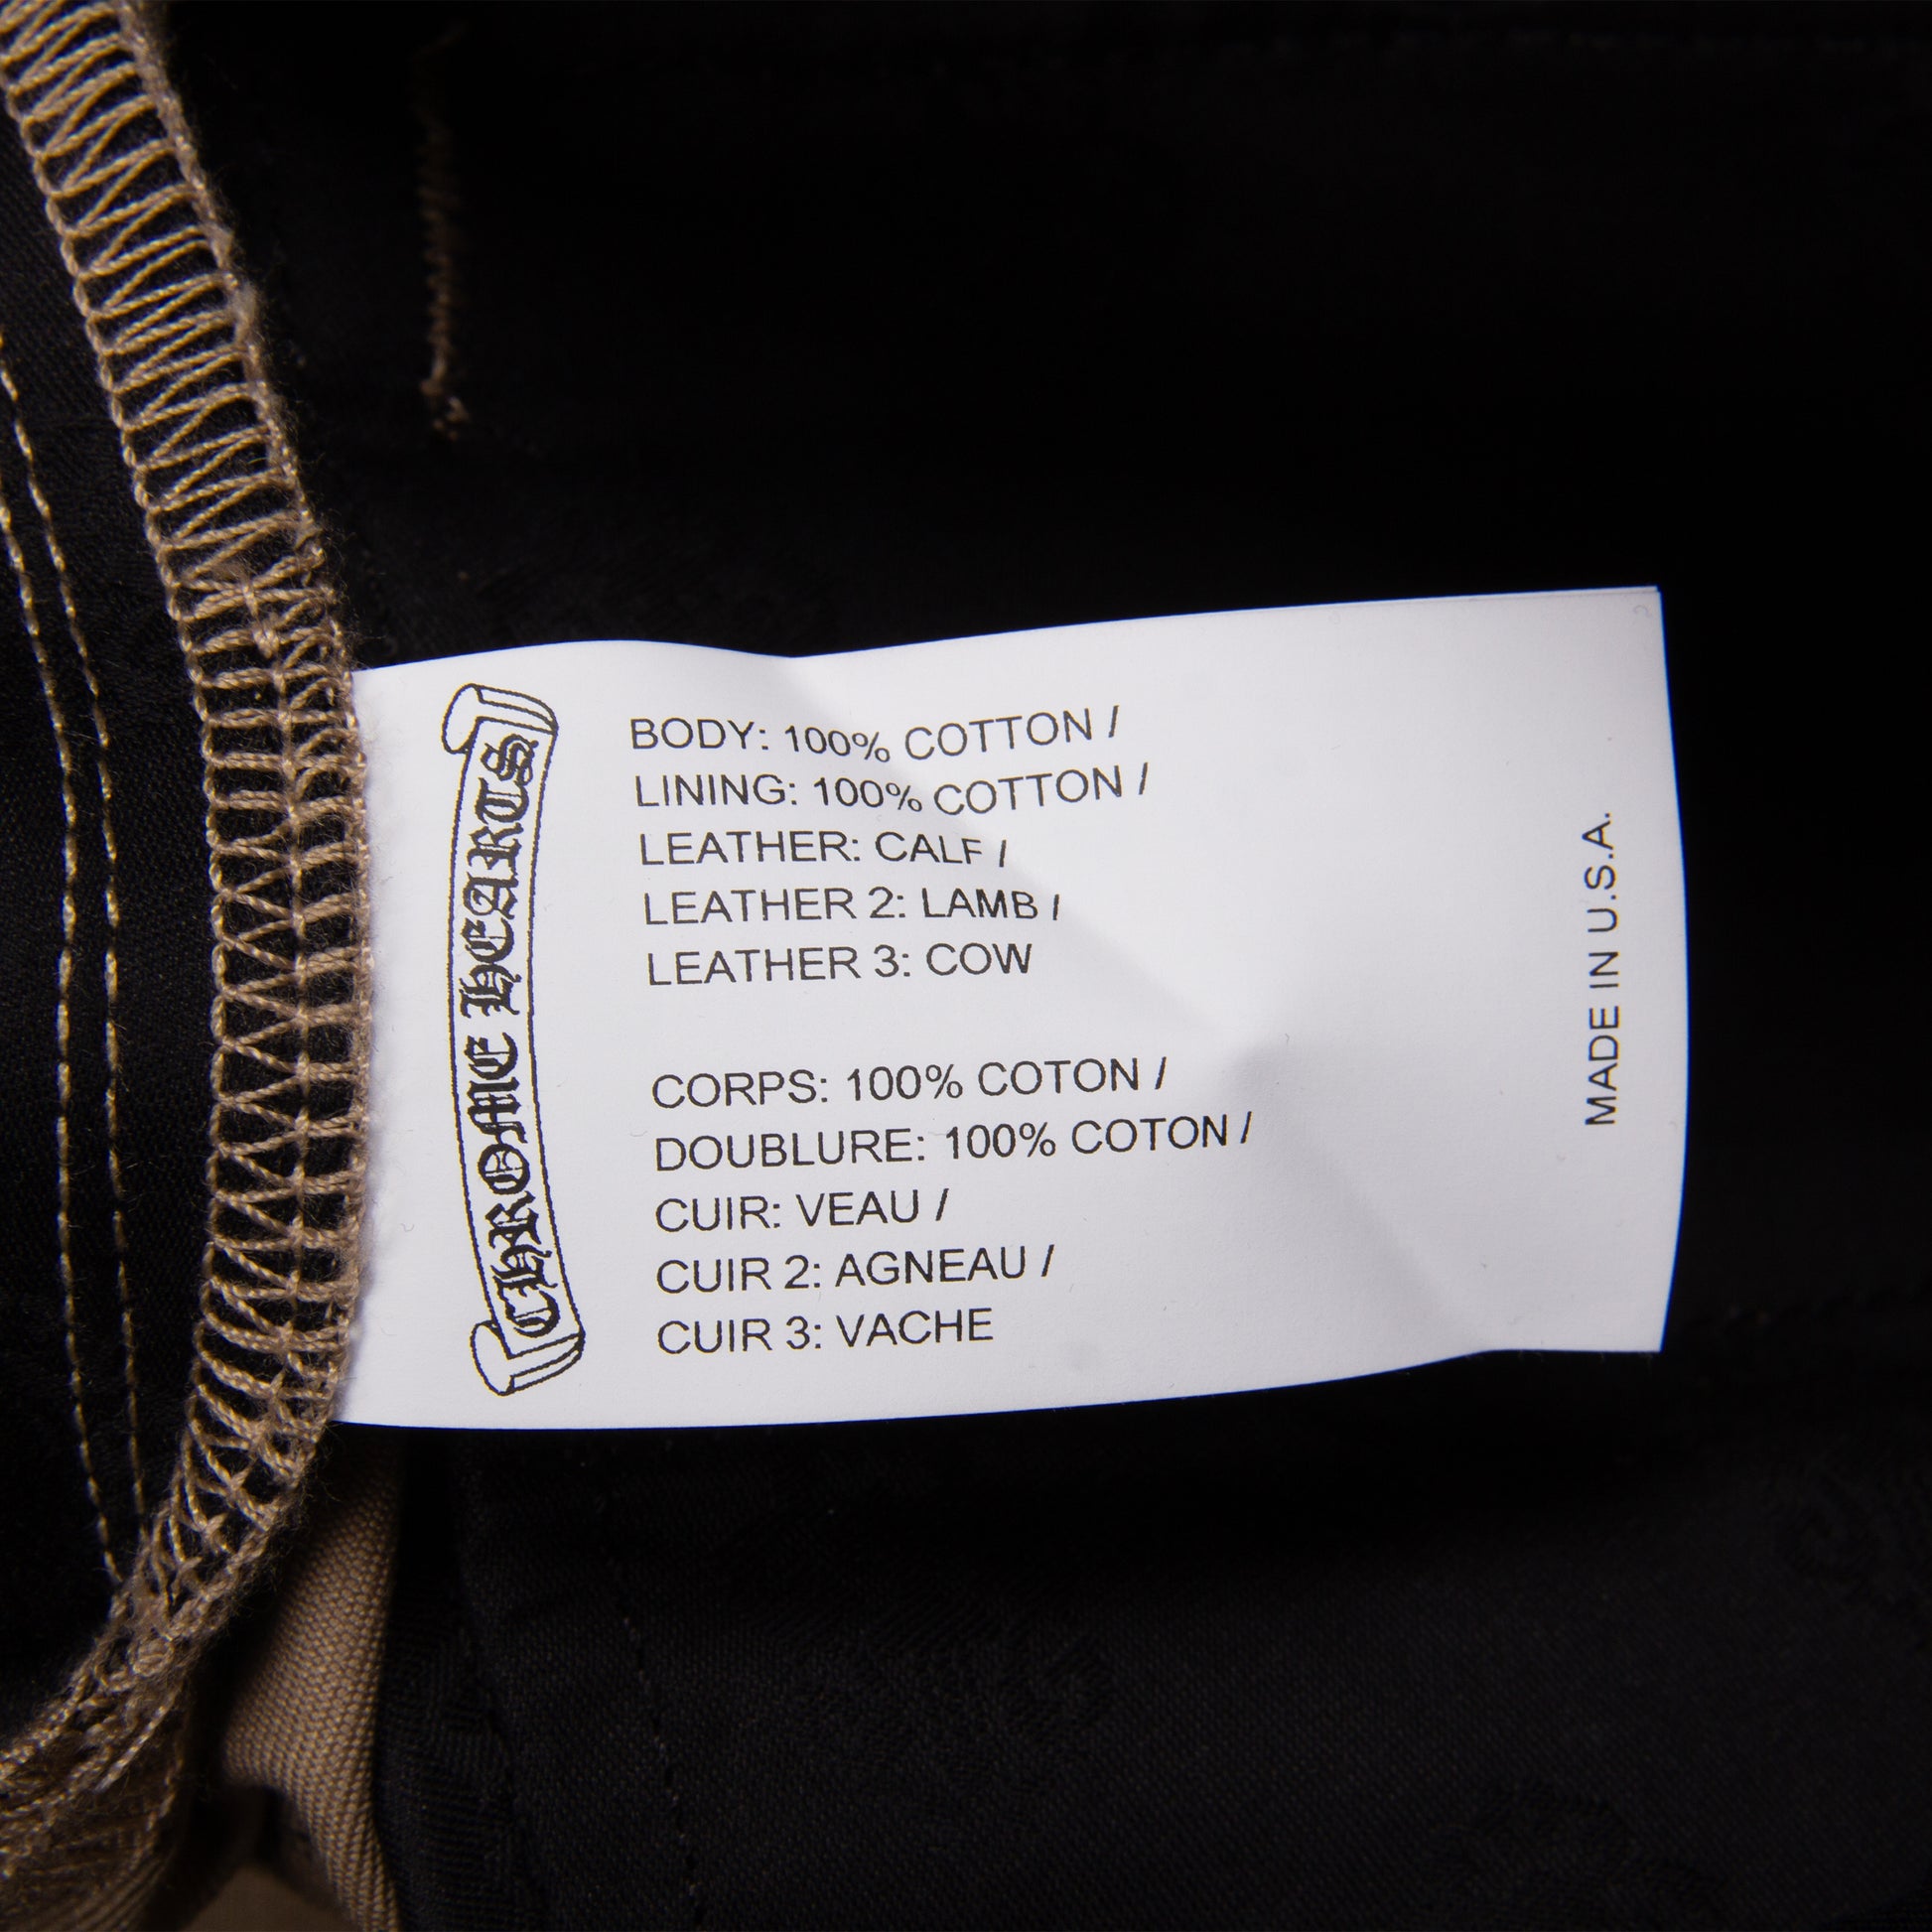 CHROME HEARTS
BODY: 100% COTTON /
LINING: 100% COTTON /
LEATHER: CALF /
LEATHER 2: LAMB /
LEATHER 3: COW
CORPS: 100% COTON /
DOUBLURE: 100% COTON /
CUIR: VEAU /
CUIR 2: AGNEAU /
CUIR 3: VACHE
MADE IN U.S.A.